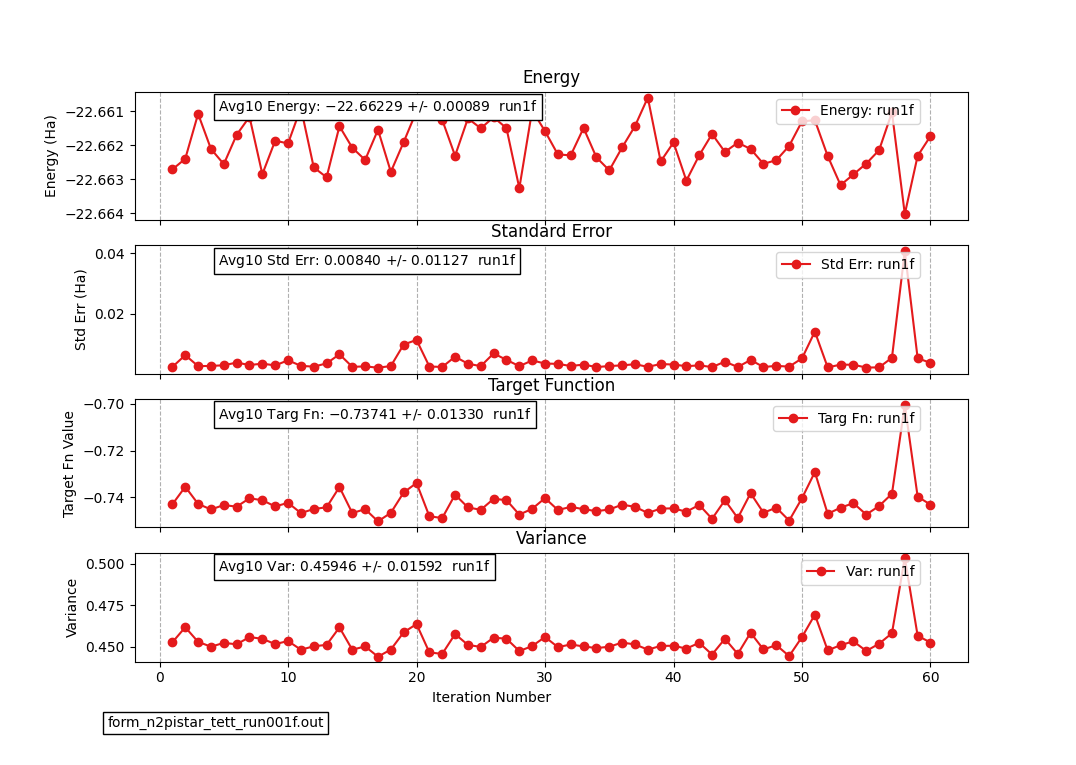 Energy
Avg10 Energy: −22.66229 +/- 0.00089 run1f
Energy: run1f
−22.661
−22.662
−22.663
−22.664
Energy (Ha)
Standard Error
Avg10 Std Err: 0.00840 +/- 0.01127 run1f
Std Err: run1f
0.04
0.02
Std Err (Ha)
Target Function
Avg10 Targ Fn: −0.73741 +/- 0.01330 run1f
Targ Fn: run1f
−0.70
−0.72
−0.74
Target Fn Value
Variance
Avg10 Var: 0.45946 +/- 0.01592 run1f
Var: run1f
0.500
0.475
0.450
Variance
0 10 20 30 40 50 60
Iteration Number
form_n2pistar_tett_run001f.out